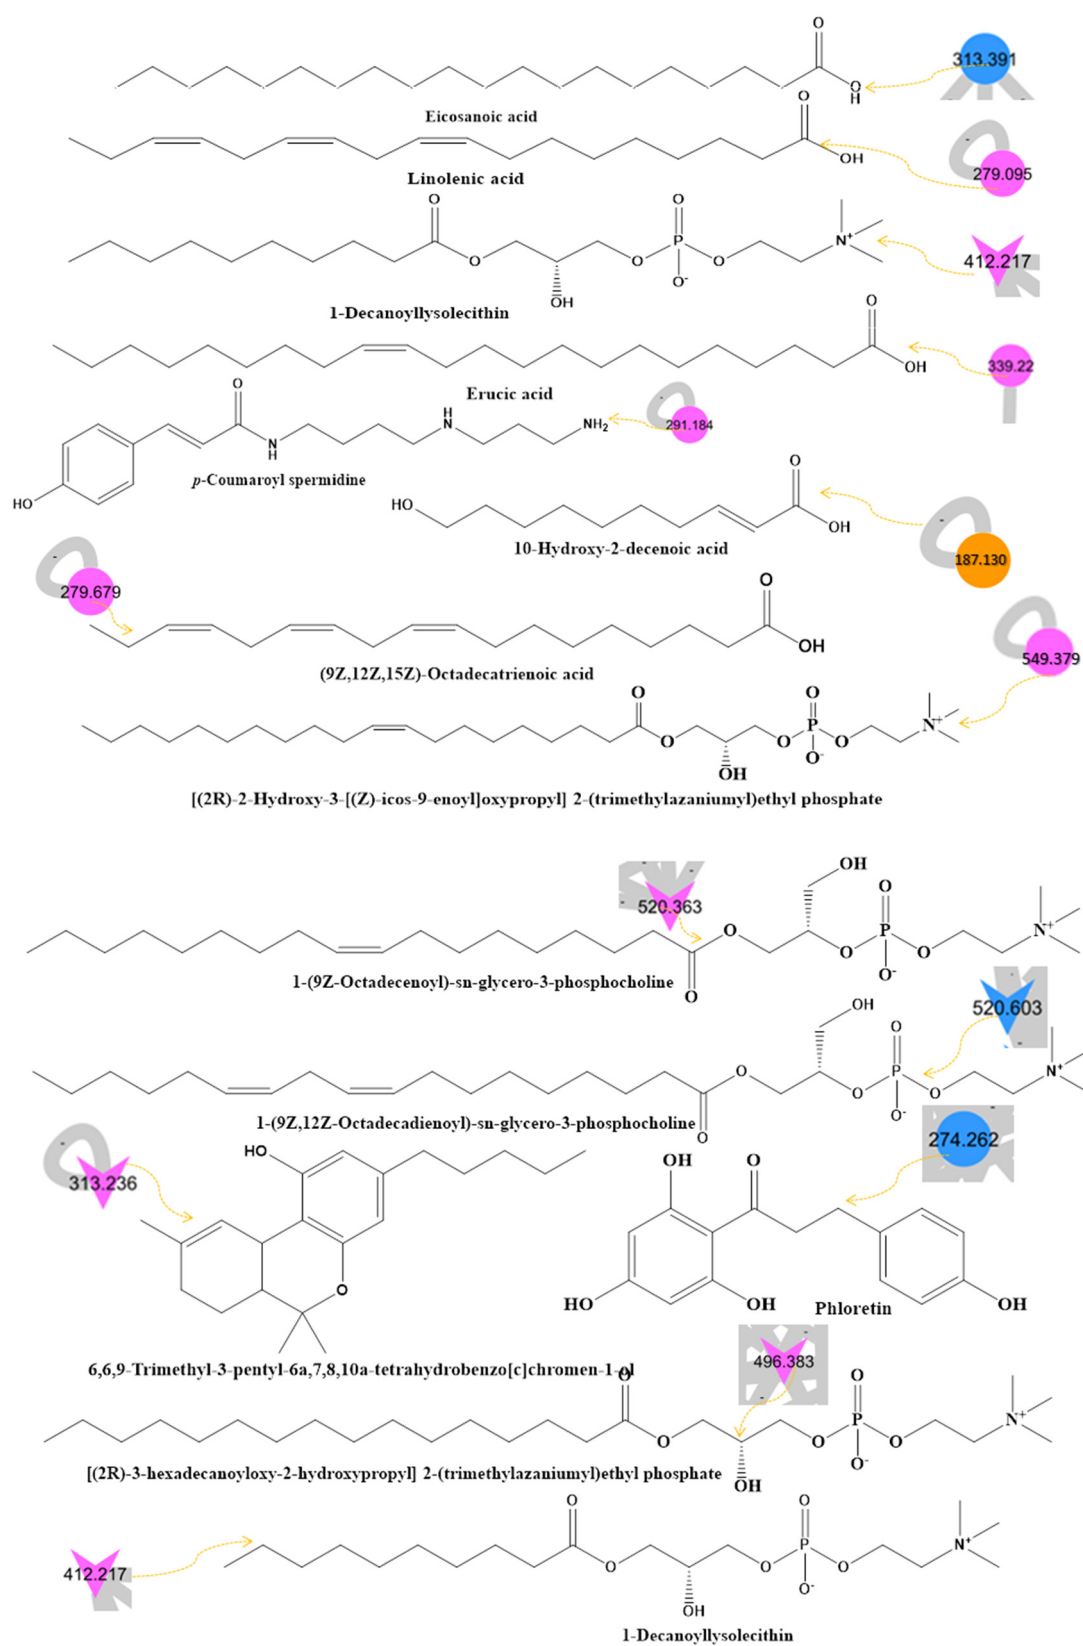 O
313.391
OH
Eicosanoic acid
O
OH
279.095
Linolenic acid
O
O
P
O⁻
O
O
N⁺
OH
412.217
1-Decanoyllysolecithin
O
OH
339.22
Erucic acid
O
HO
N
H
H
N
NH₂
291.184
p-Coumaroyl spermidine
HO
O
OH
187.130
10-Hydroxy-2-decenoic acid
279.679
O
OH
(9Z,12Z,15Z)-Octadecatrienoic acid
549.379
O
O
OH
O
O
P
O⁻
O
N⁺
[(2R)-2-Hydroxy-3-[(Z)-icos-9-enoyl]oxypropyl] 2-(trimethylazaniumyl)ethyl phosphate
520.363
OH
O
O
O
O
P
O⁻
O
N⁺
1-(9Z-Octadecenoyl)-sn-glycero-3-phosphocholine
520.603
OH
O
O
O
O
P
O⁻
O
N⁺
1-(9Z,12Z-Octadecadienoyl)-sn-glycero-3-phosphocholine
274.262
313.236
HO
O
OH
O
HO
OH
OH
Phloretin
6,6,9-Trimethyl-3-pentyl-6a,7,8,10a-tetrahydrobenzo[c]chromen-1-ol
496.383
O
O
OH
O
O
P
O⁻
O
N⁺
[(2R)-3-hexadecanoyloxy-2-hydroxypropyl] 2-(trimethylazaniumyl)ethyl phosphate
412.217
O
O
OH
O
O
P
O⁻
O
N⁺
1-Decanoyllysolecithin